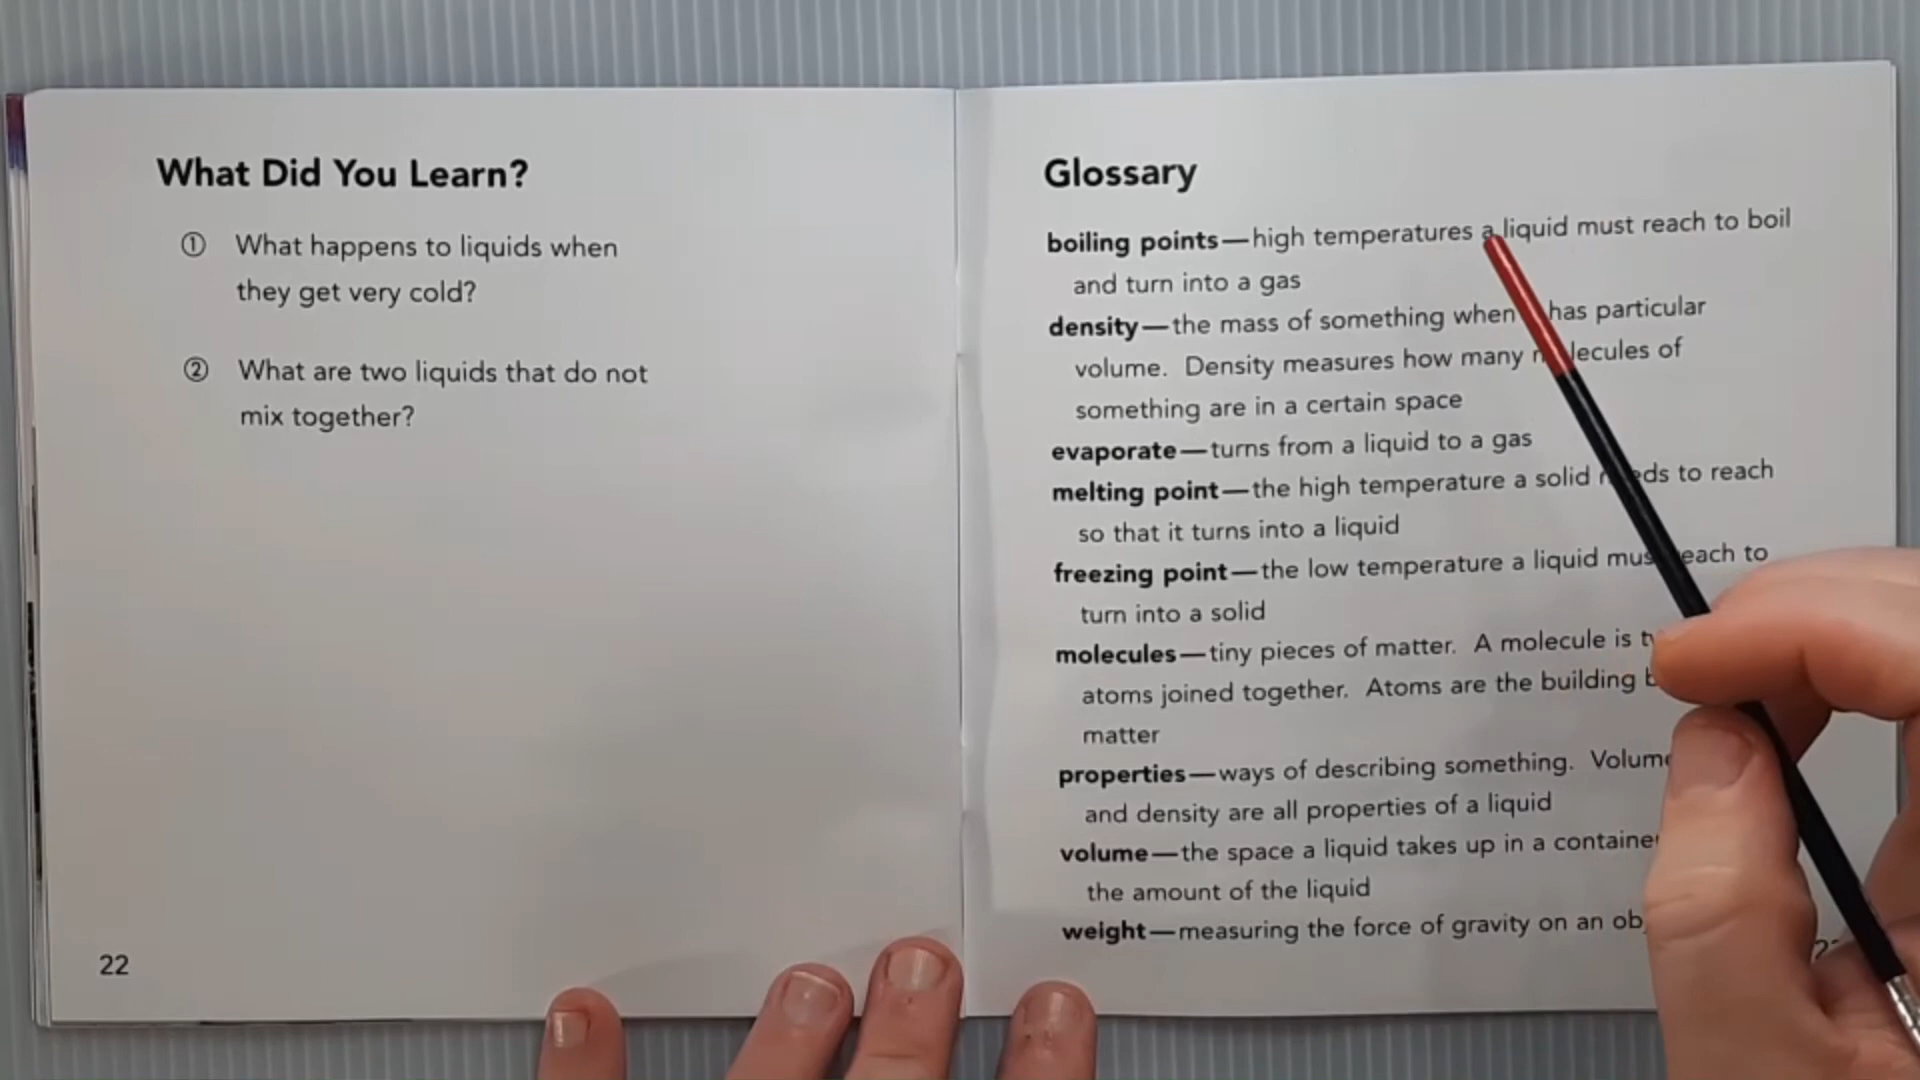 What Did You Learn?
① What happens to liquids when
they get very cold?
② What are two liquids that do not
mix together?
22
Glossary
boiling points—high temperatures a liquid must reach to boil
and turn into a gas
density—the mass of something when has particular
volume. Density measures how many molecules of
something are in a certain space
evaporate—turns from a liquid to a gas
melting point—the high temperature a solid needs to reach
so that it turns into a liquid
freezing point—the low temperature a liquid must reach to
turn into a solid
molecules—tiny pieces of matter. A molecule is
atoms joined together. Atoms are the building
matter
properties—ways of describing something. Volume
and density are all properties of a liquid
volume—the space a liquid takes up in a container
the amount of the liquid
weight—measuring the force of gravity on an